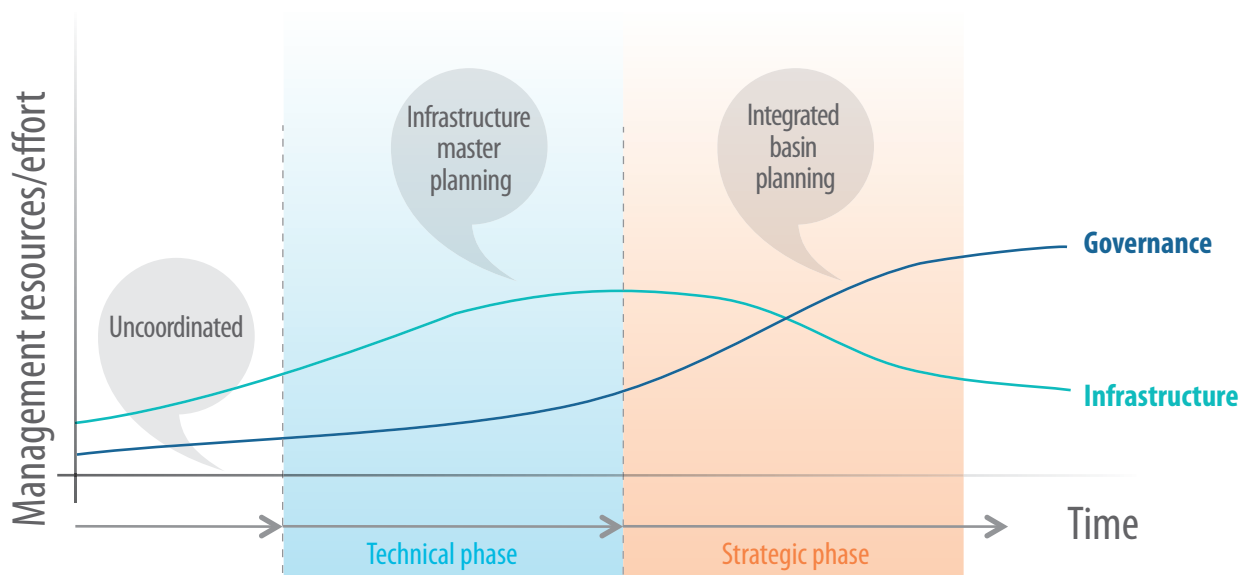 Management resources/effort
Uncoordinated
Infrastructure
master
planning
Integrated
basin
planning
Governance
Infrastructure
Time
Technical phase
Strategic phase